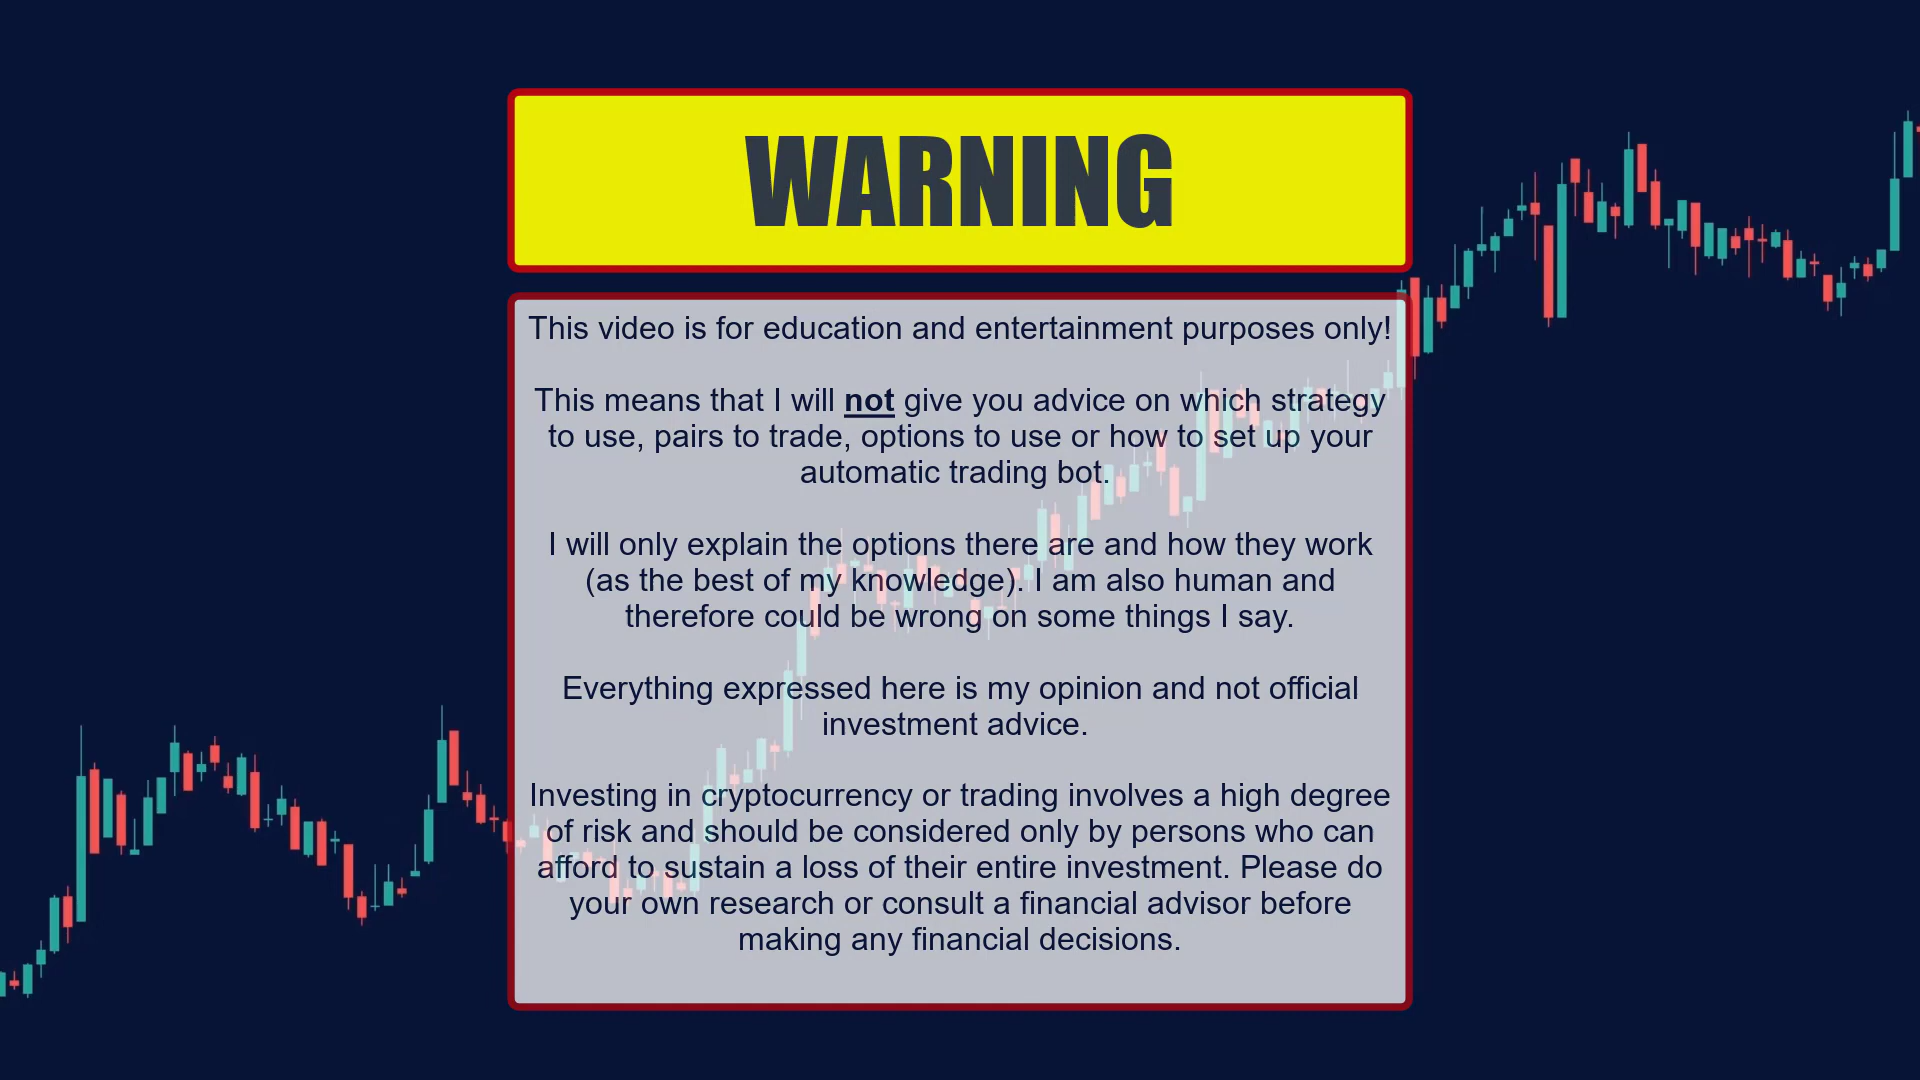 WARNING
This video is for education and entertainment purposes only!
This means that I will not give you advice on which strategy
to use, pairs to trade, options to use or how to set up your
automatic trading bot.
I will only explain the options there are and how they work
(as the best of my knowledge). I am also human and
therefore could be wrong on some things I say.
Everything expressed here is my opinion and not official
investment advice.
Investing in cryptocurrency or trading involves a high degree
of risk and should be considered only by persons who can
afford to sustain a loss of their entire investment. Please do
your own research or consult a financial advisor before
making any financial decisions.